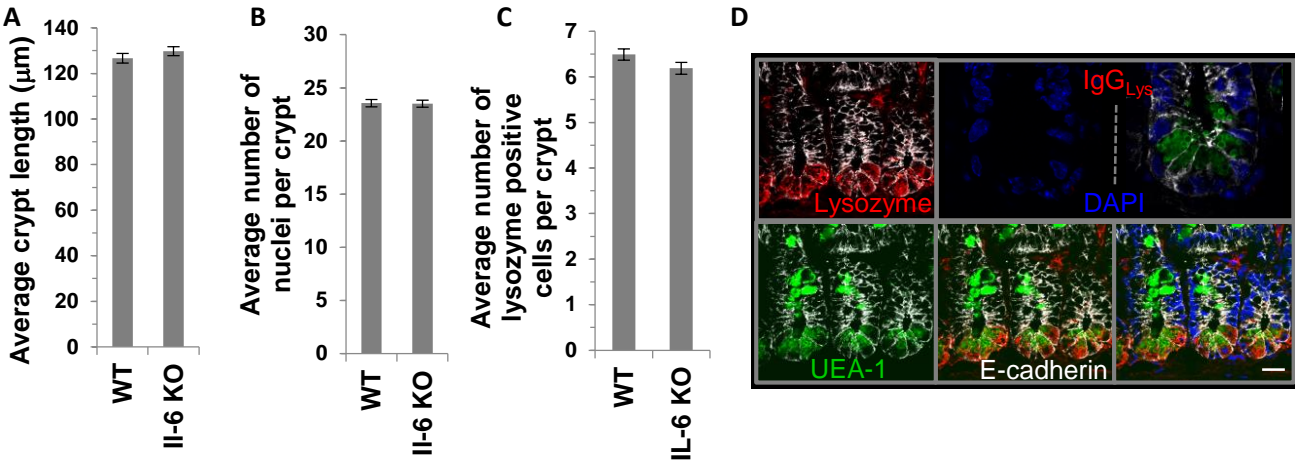 A
Average crypt length (µm)
140
120
100
80
60
40
20
0
WT
Il-6 KO
B
Average number of
nuclei per crypt
30
25
20
15
10
5
0
WT
Il-6 KO
C
Average number of
lysozyme positive
cells per crypt
7
6
5
4
3
2
1
0
WT
IL-6 KO
D
Lysozyme
IgG Lys
DAPI
UEA-1
E-cadherin